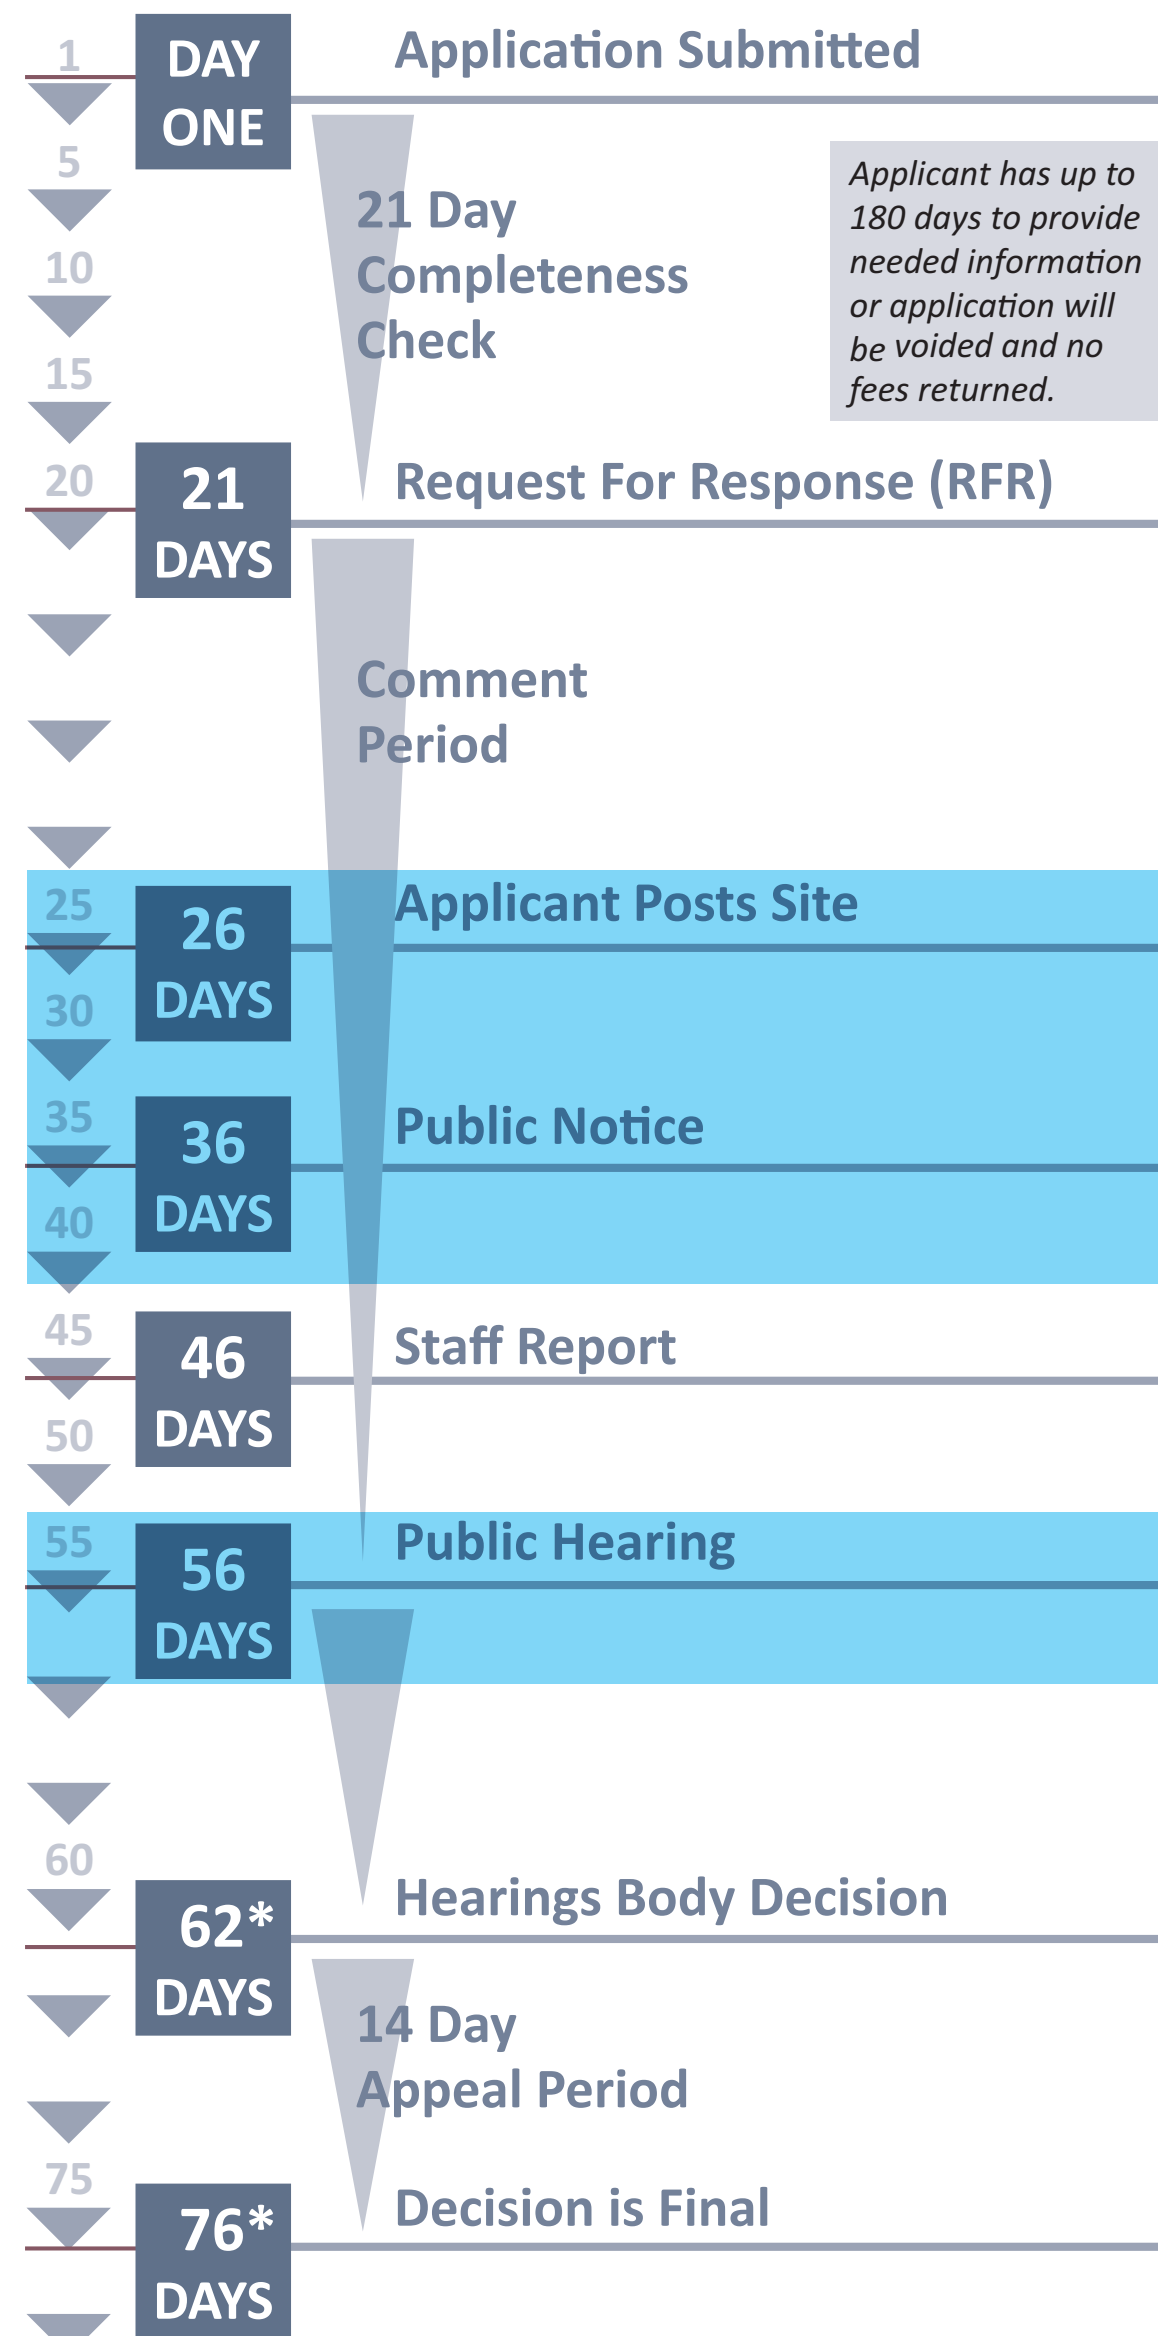 1
DAY
ONE
Application Submitted
5
10
15
21 Day
Completeness
Check
Applicant has up to
180 days to provide
needed information
or application will
be voided and no
fees returned.
20
21
DAYS
Request For Response (RFR)
Comment
Period
25
26
DAYS
Applicant Posts Site
30
35
36
DAYS
Public Notice
40
45
46
DAYS
Staff Report
50
55
56
DAYS
Public Hearing
60
62*
DAYS
Hearings Body Decision
14 Day
Appeal Period
75
76*
DAYS
Decision is Final